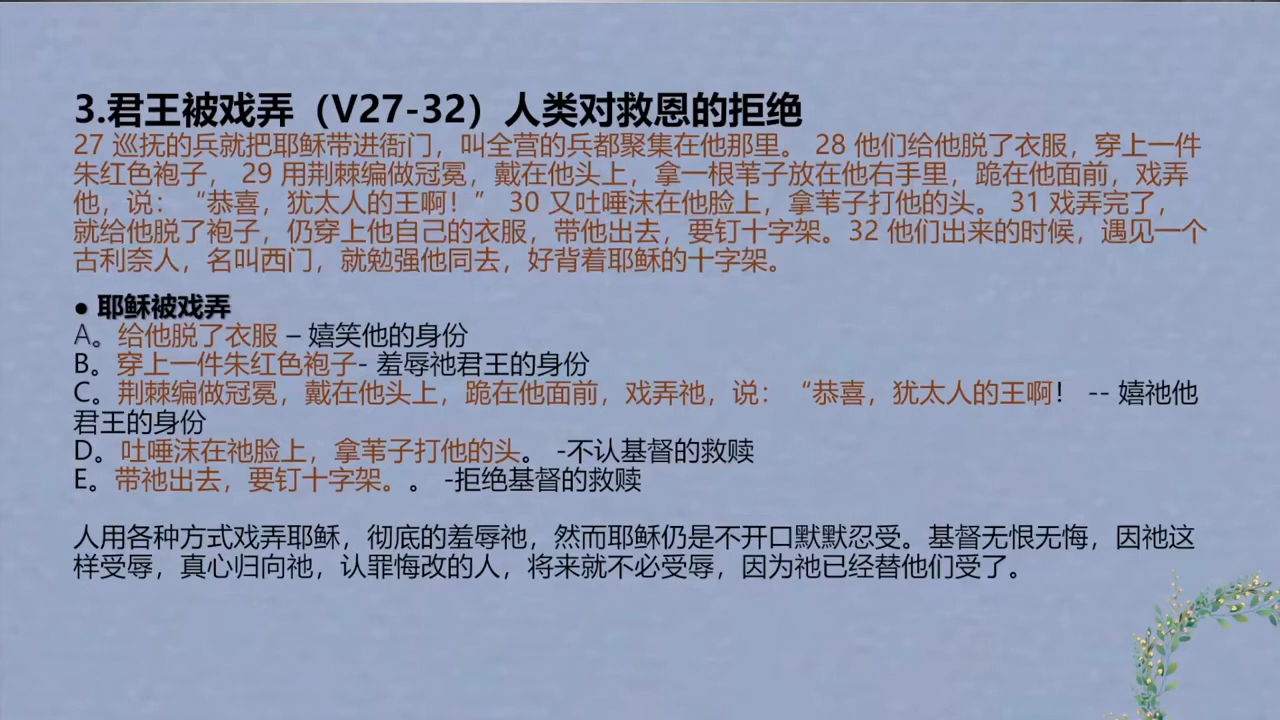 3.君王被戏弄（V27-32）人类对救恩的拒绝
27 巡抚的兵就把耶稣带进衙门，叫全营的兵都聚集在他那里。 28 他们给他脱了衣服，穿上一件
朱红色袍子， 29 用荆棘编做冠冕，戴在他头上，拿一根苇子放在他右手里，跪在他面前，戏弄
他，说：“恭喜，犹太人的王啊！” 30 又吐唾沫在他脸上，拿苇子打他的头。 31 戏弄完了，
就给他脱了袍子，仍穿上他自己的衣服，带他出去，要钉十字架。32 他们出来的时候，遇见一个
古利奈人，名叫西门，就勉强他同去，好背着耶稣的十字架。
● 耶稣被戏弄
A。给他脱了衣服 – 嬉笑他的身份
B。穿上一件朱红色袍子- 羞辱祂君王的身份
C。荆棘编做冠冕，戴在他头上，跪在他面前，戏弄祂，说：“恭喜，犹太人的王啊！ -- 嬉祂他
君王的身份
D。吐唾沫在祂脸上，拿苇子打他的头。 -不认基督的救赎
E。带祂出去，要钉十字架。。 -拒绝基督的救赎
人用各种方式戏弄耶稣，彻底的羞辱祂，然而耶稣仍是不开口默默忍受。基督无恨无悔，因祂这
样受辱，真心归向祂，认罪悔改的人，将来就不必受辱，因为祂已经替他们受了。